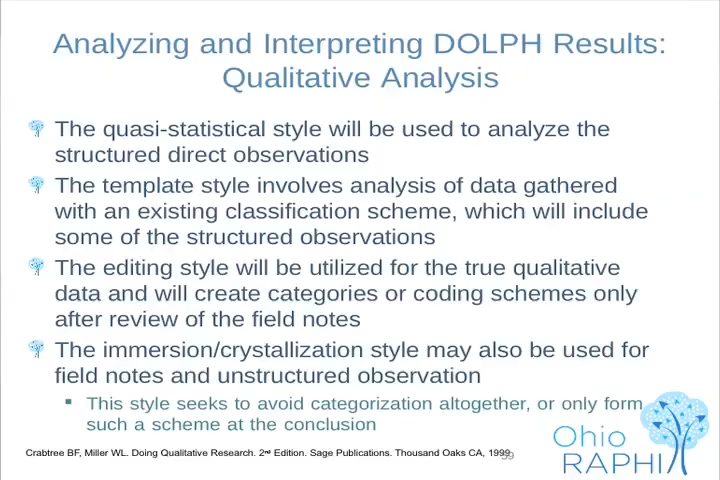 Analyzing and Interpreting DOLPH Results:
Qualitative Analysis
The quasi-statistical style will be used to analyze the
structured direct observations
The template style involves analysis of data gathered
with an existing classification scheme, which will include
some of the structured observations
The editing style will be utilized for the true qualitative
data and will create categories or coding schemes only
after review of the field notes
The immersion/crystallization style may also be used for
field notes and unstructured observation
This style seeks to avoid categorization altogether, or only form
such a scheme at the conclusion
Crabtree BF, Miller WL. Doing Qualitative Research. 2nd Edition. Sage Publications. Thousand Oaks CA, 1999
59
Ohio
RAPHI